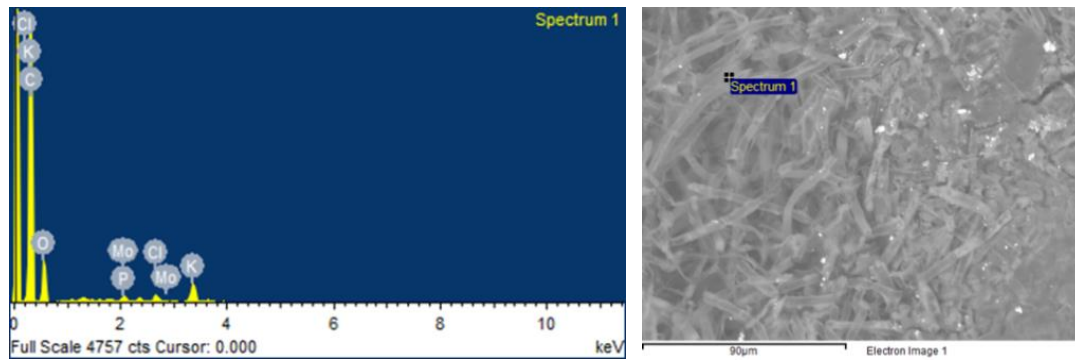 Spectrum 1
Cl
K
C
O
Mo
P
Cl
Mo
K
0 2 4 6 8 10
Full Scale 4757 cts Cursor: 0.000 keV
Spectrum 1
90µm Electron Image 1